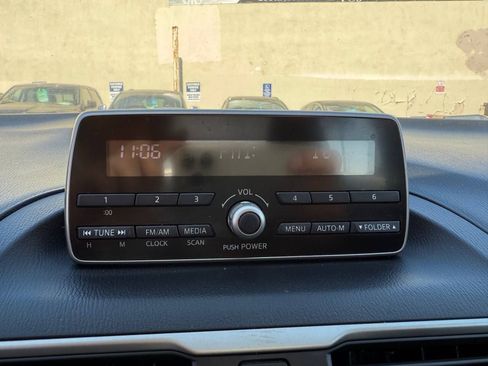 11:06
1 2 3 VOL 4 5 6
:00
TUNE FM/AM MEDIA MENU AUTO-M FOLDER
H M CLOCK SCAN PUSH POWER